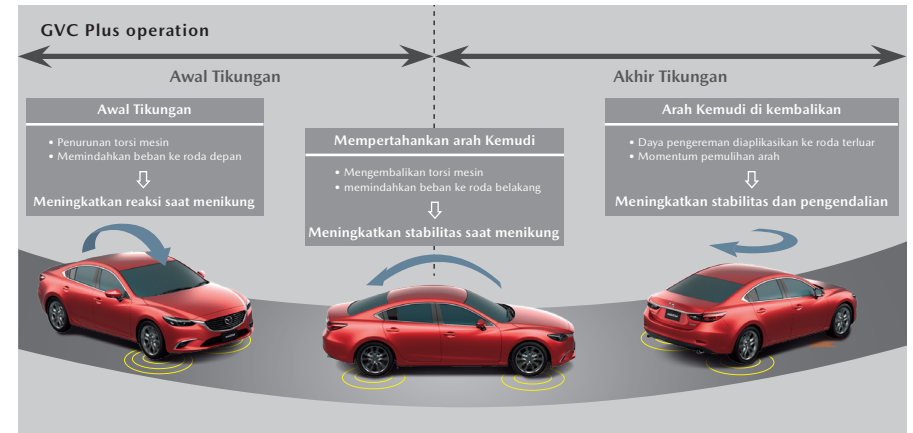 GVC Plus operation
Awal Tikungan
Akhir Tikungan
Awal Tikungan
• Penurunan torsi mesin
• Memindahkan beban ke roda depan
Meningkatkan reaksi saat menikung
Mempertahankan arah Kemudi
• Mengembalikan torsi mesin
• memindahkan beban ke roda belakang
Meningkatkan stabilitas saat menikung
Arah Kemudi di kembalikan
• Daya pengereman diaplikasikan ke roda terluar
• Momentum pemulihan arah
Meningkatkan stabilitas dan pengendalian